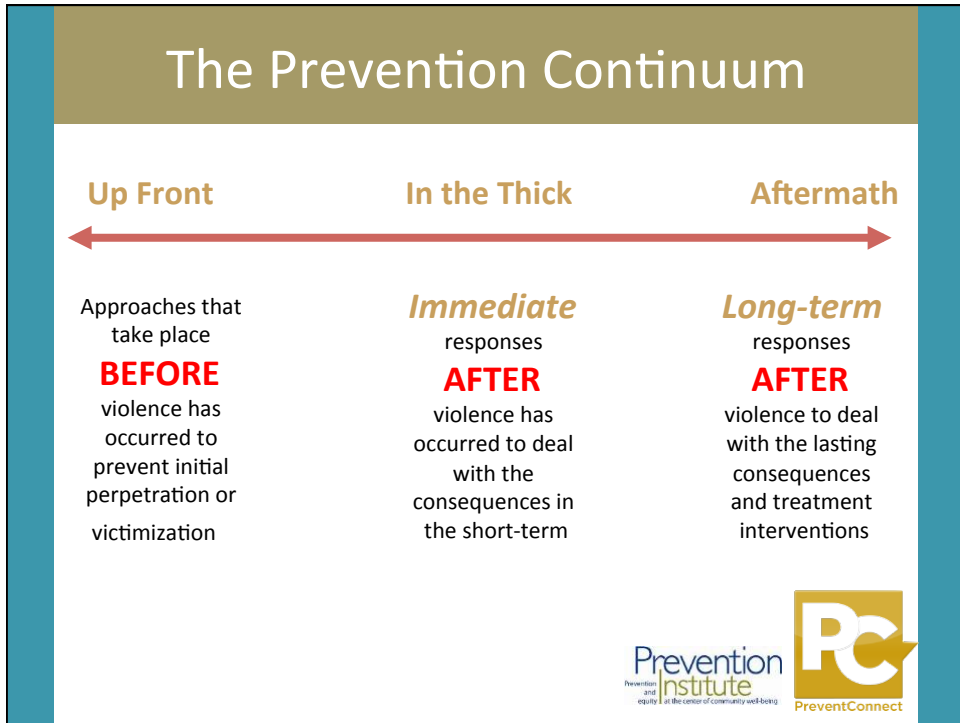 The Prevention Continuum
Up Front
In the Thick
Aftermath
Approaches that
take place
BEFORE
violence has
occurred to
prevent initial
perpetration or
victimization
Immediate
responses
AFTER
violence has
occurred to deal
with the
consequences in
the short-term
Long-term
responses
AFTER
violence to deal
with the lasting
consequences
and treatment
interventions
Prevention
Institute
Prevention
and
equity at the center of community well-being
PC
PreventConnect